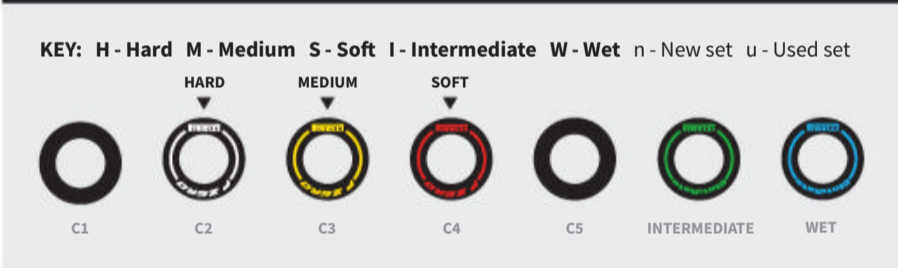 KEY: H - Hard M - Medium S - Soft I - Intermediate W - Wet n - New set u - Used set
HARD MEDIUM SOFT
C1 C2 C3 C4 C5 INTERMEDIATE WET